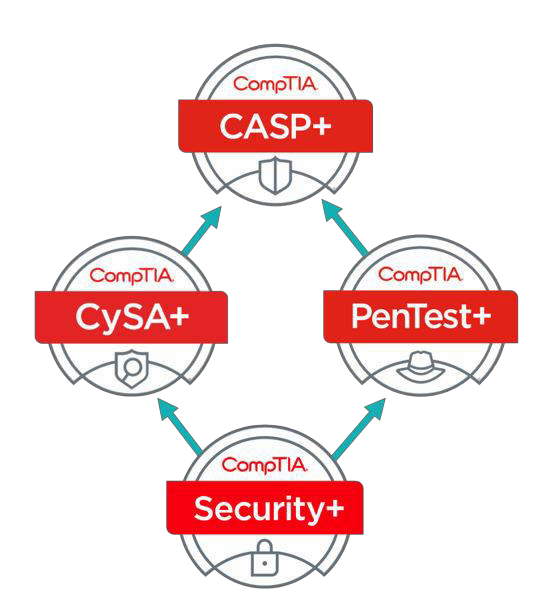 CompTIA.
CASP+
CompTIA.
CySA+
CompTIA.
PenTest+
CompTIA.
Security+